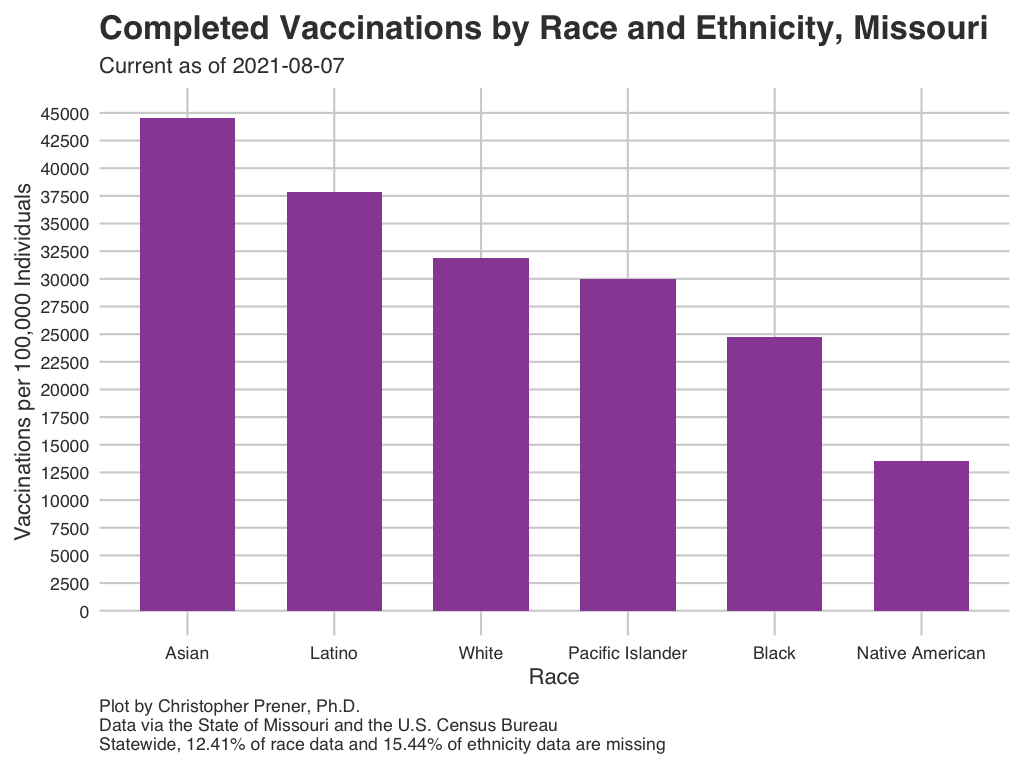 Completed Vaccinations by Race and Ethnicity, Missouri
Current as of 2021-08-07
Vaccinations per 100,000 Individuals
45000
42500
40000
37500
35000
32500
30000
27500
25000
22500
20000
17500
15000
12500
10000
7500
5000
2500
0
Asian
Latino
White
Pacific Islander
Black
Native American
Race
Plot by Christopher Prener, Ph.D.
Data via the State of Missouri and the U.S. Census Bureau
Statewide, 12.41% of race data and 15.44% of ethnicity data are missing